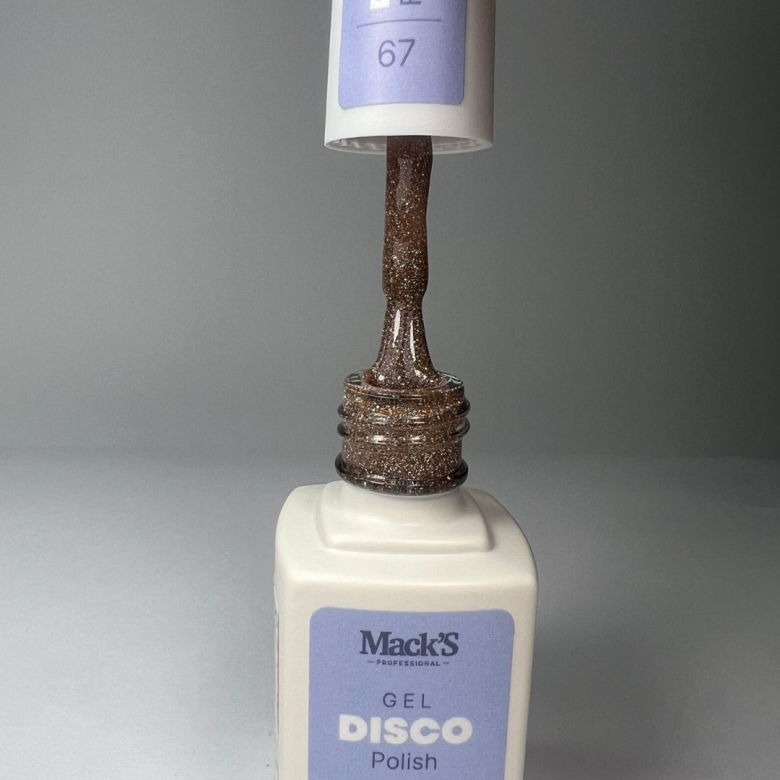 67
Mack'S
PROFESSIONAL
GEL
DISCO
Polish